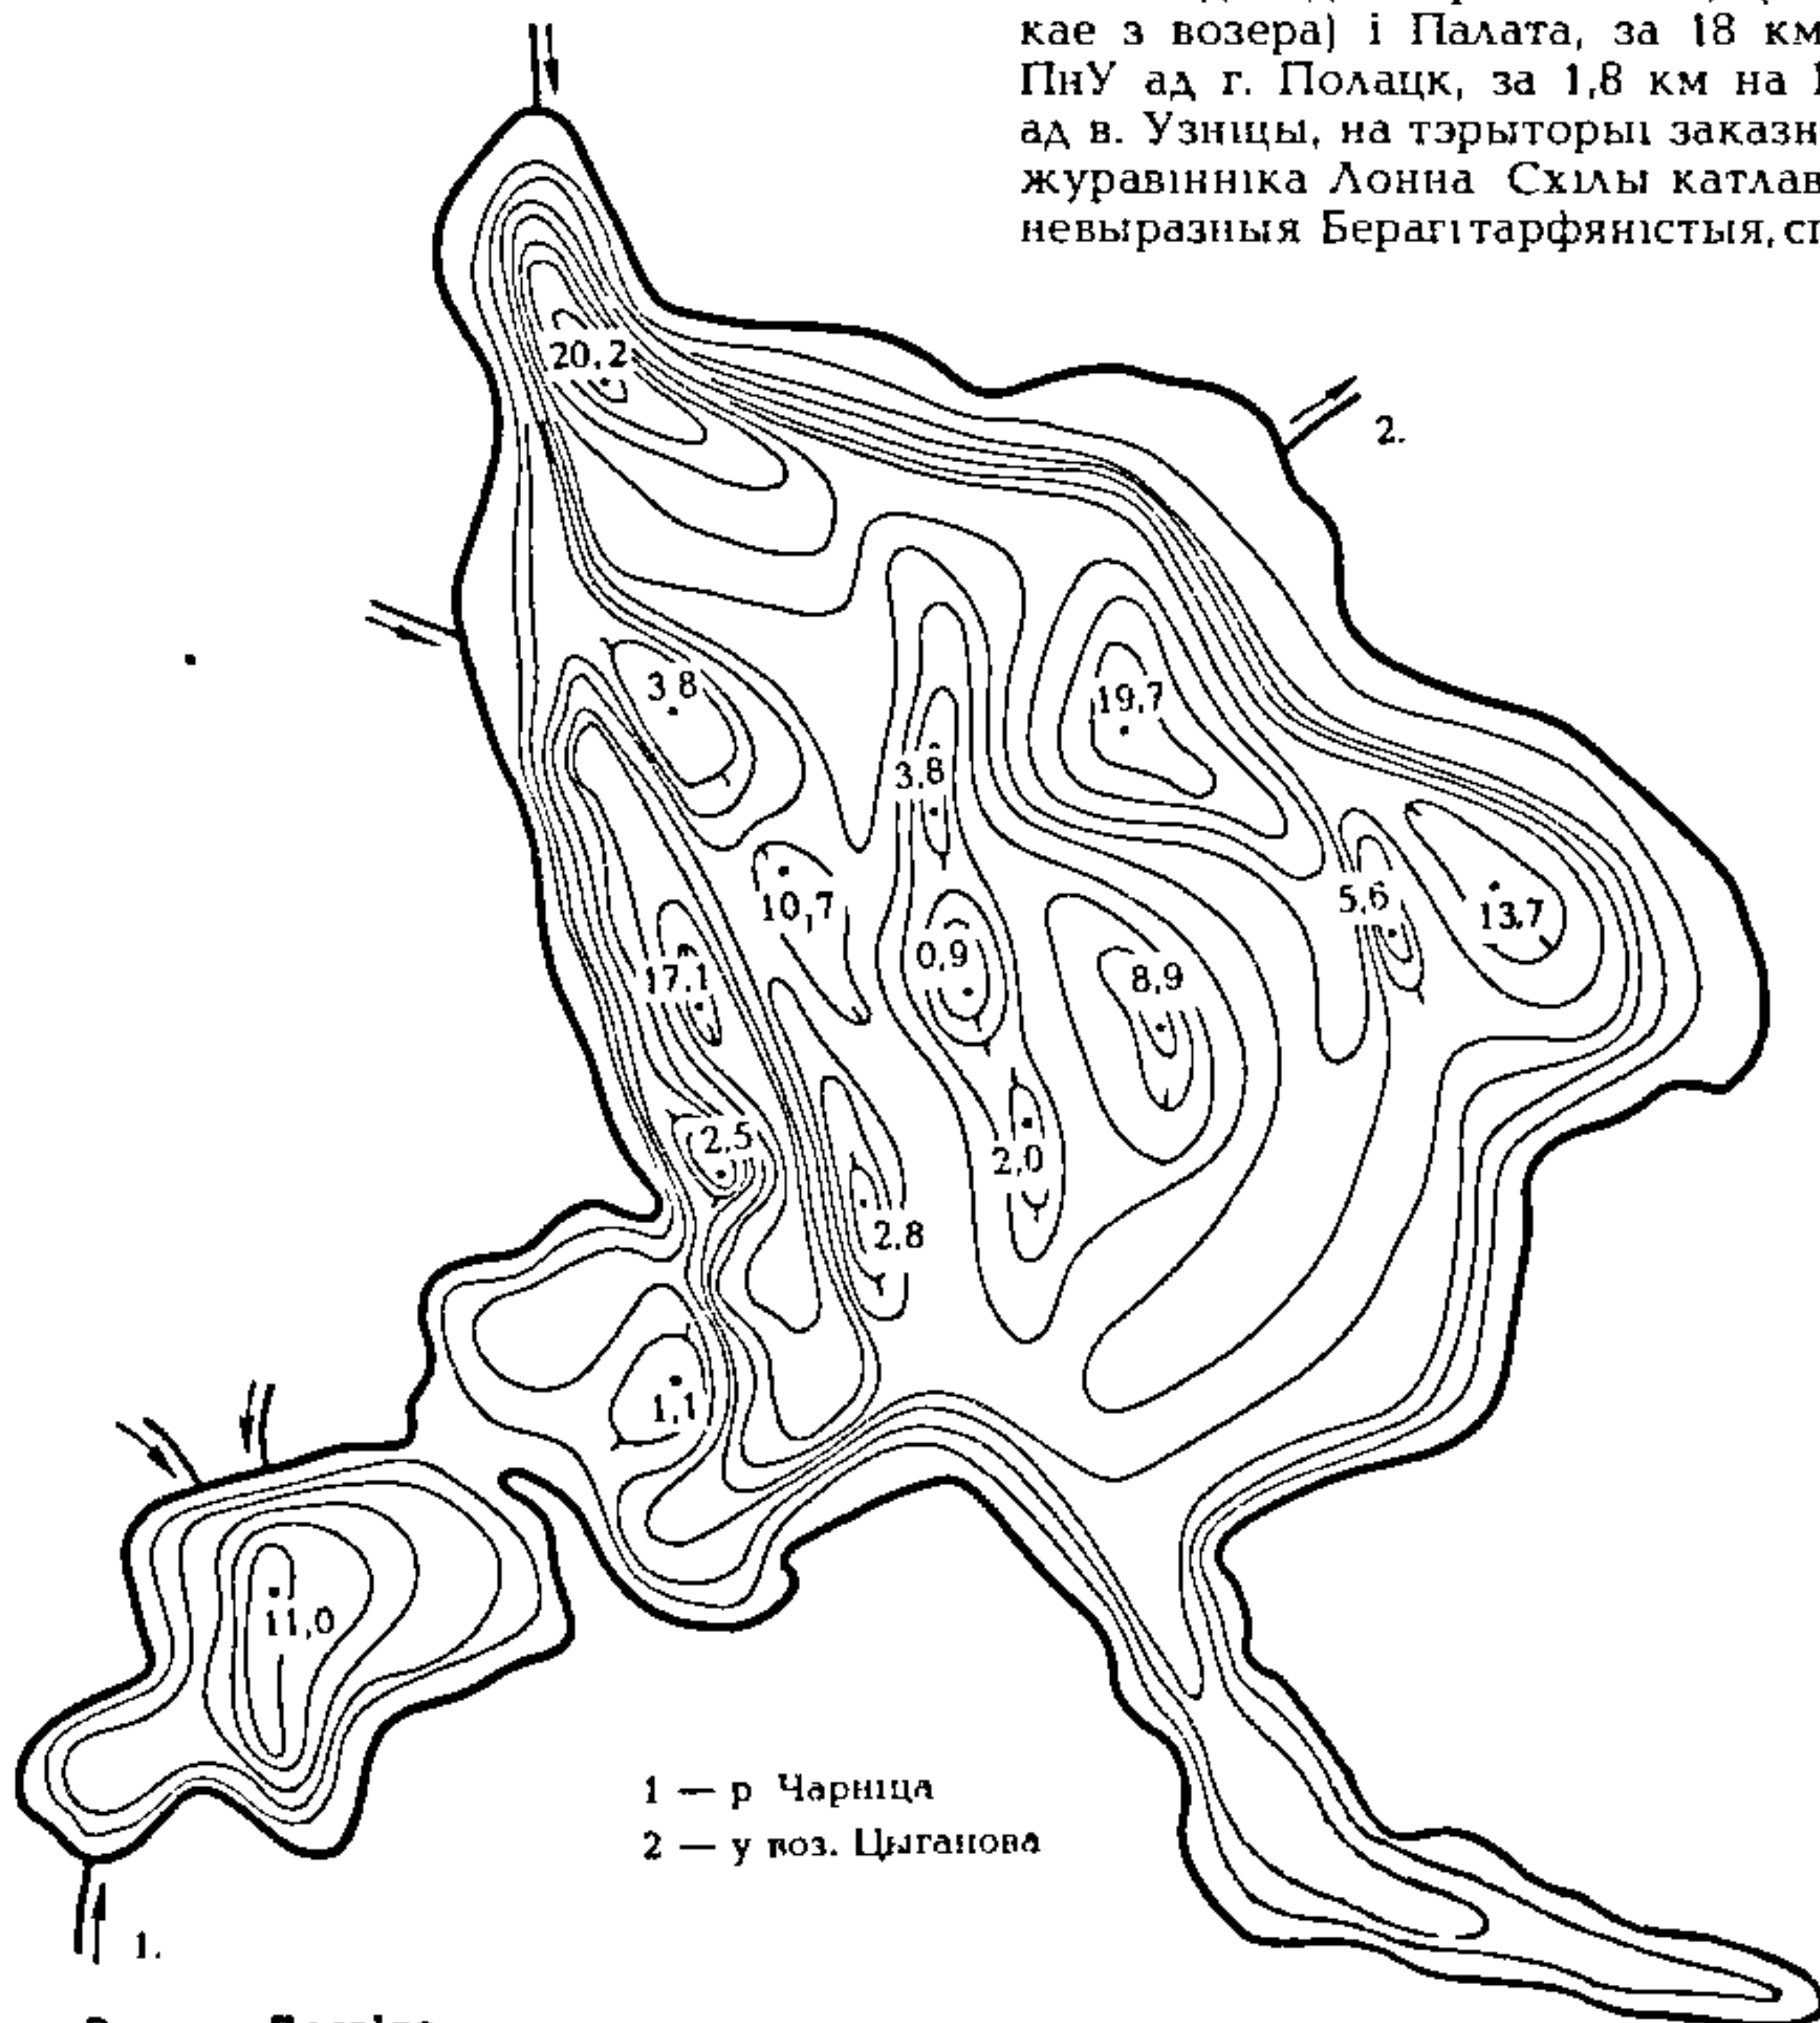 кае з возера) і Палата, за 18 км
ПнУ ад г. Полацк, за 1,8 км на
ад в. Узніцы, на тэрыторыі
журавінніка Лонна Схілы
невыразныя Берагі тарфяністыя,
20,2
2.
3 8
19,7
3,8
5,6
13,7
10,7
0,9
8,9
17,1
2,5
2,0
2,8
1,1
11,0
1 — р Чарніца
2 — у воз. Цыганова
1.